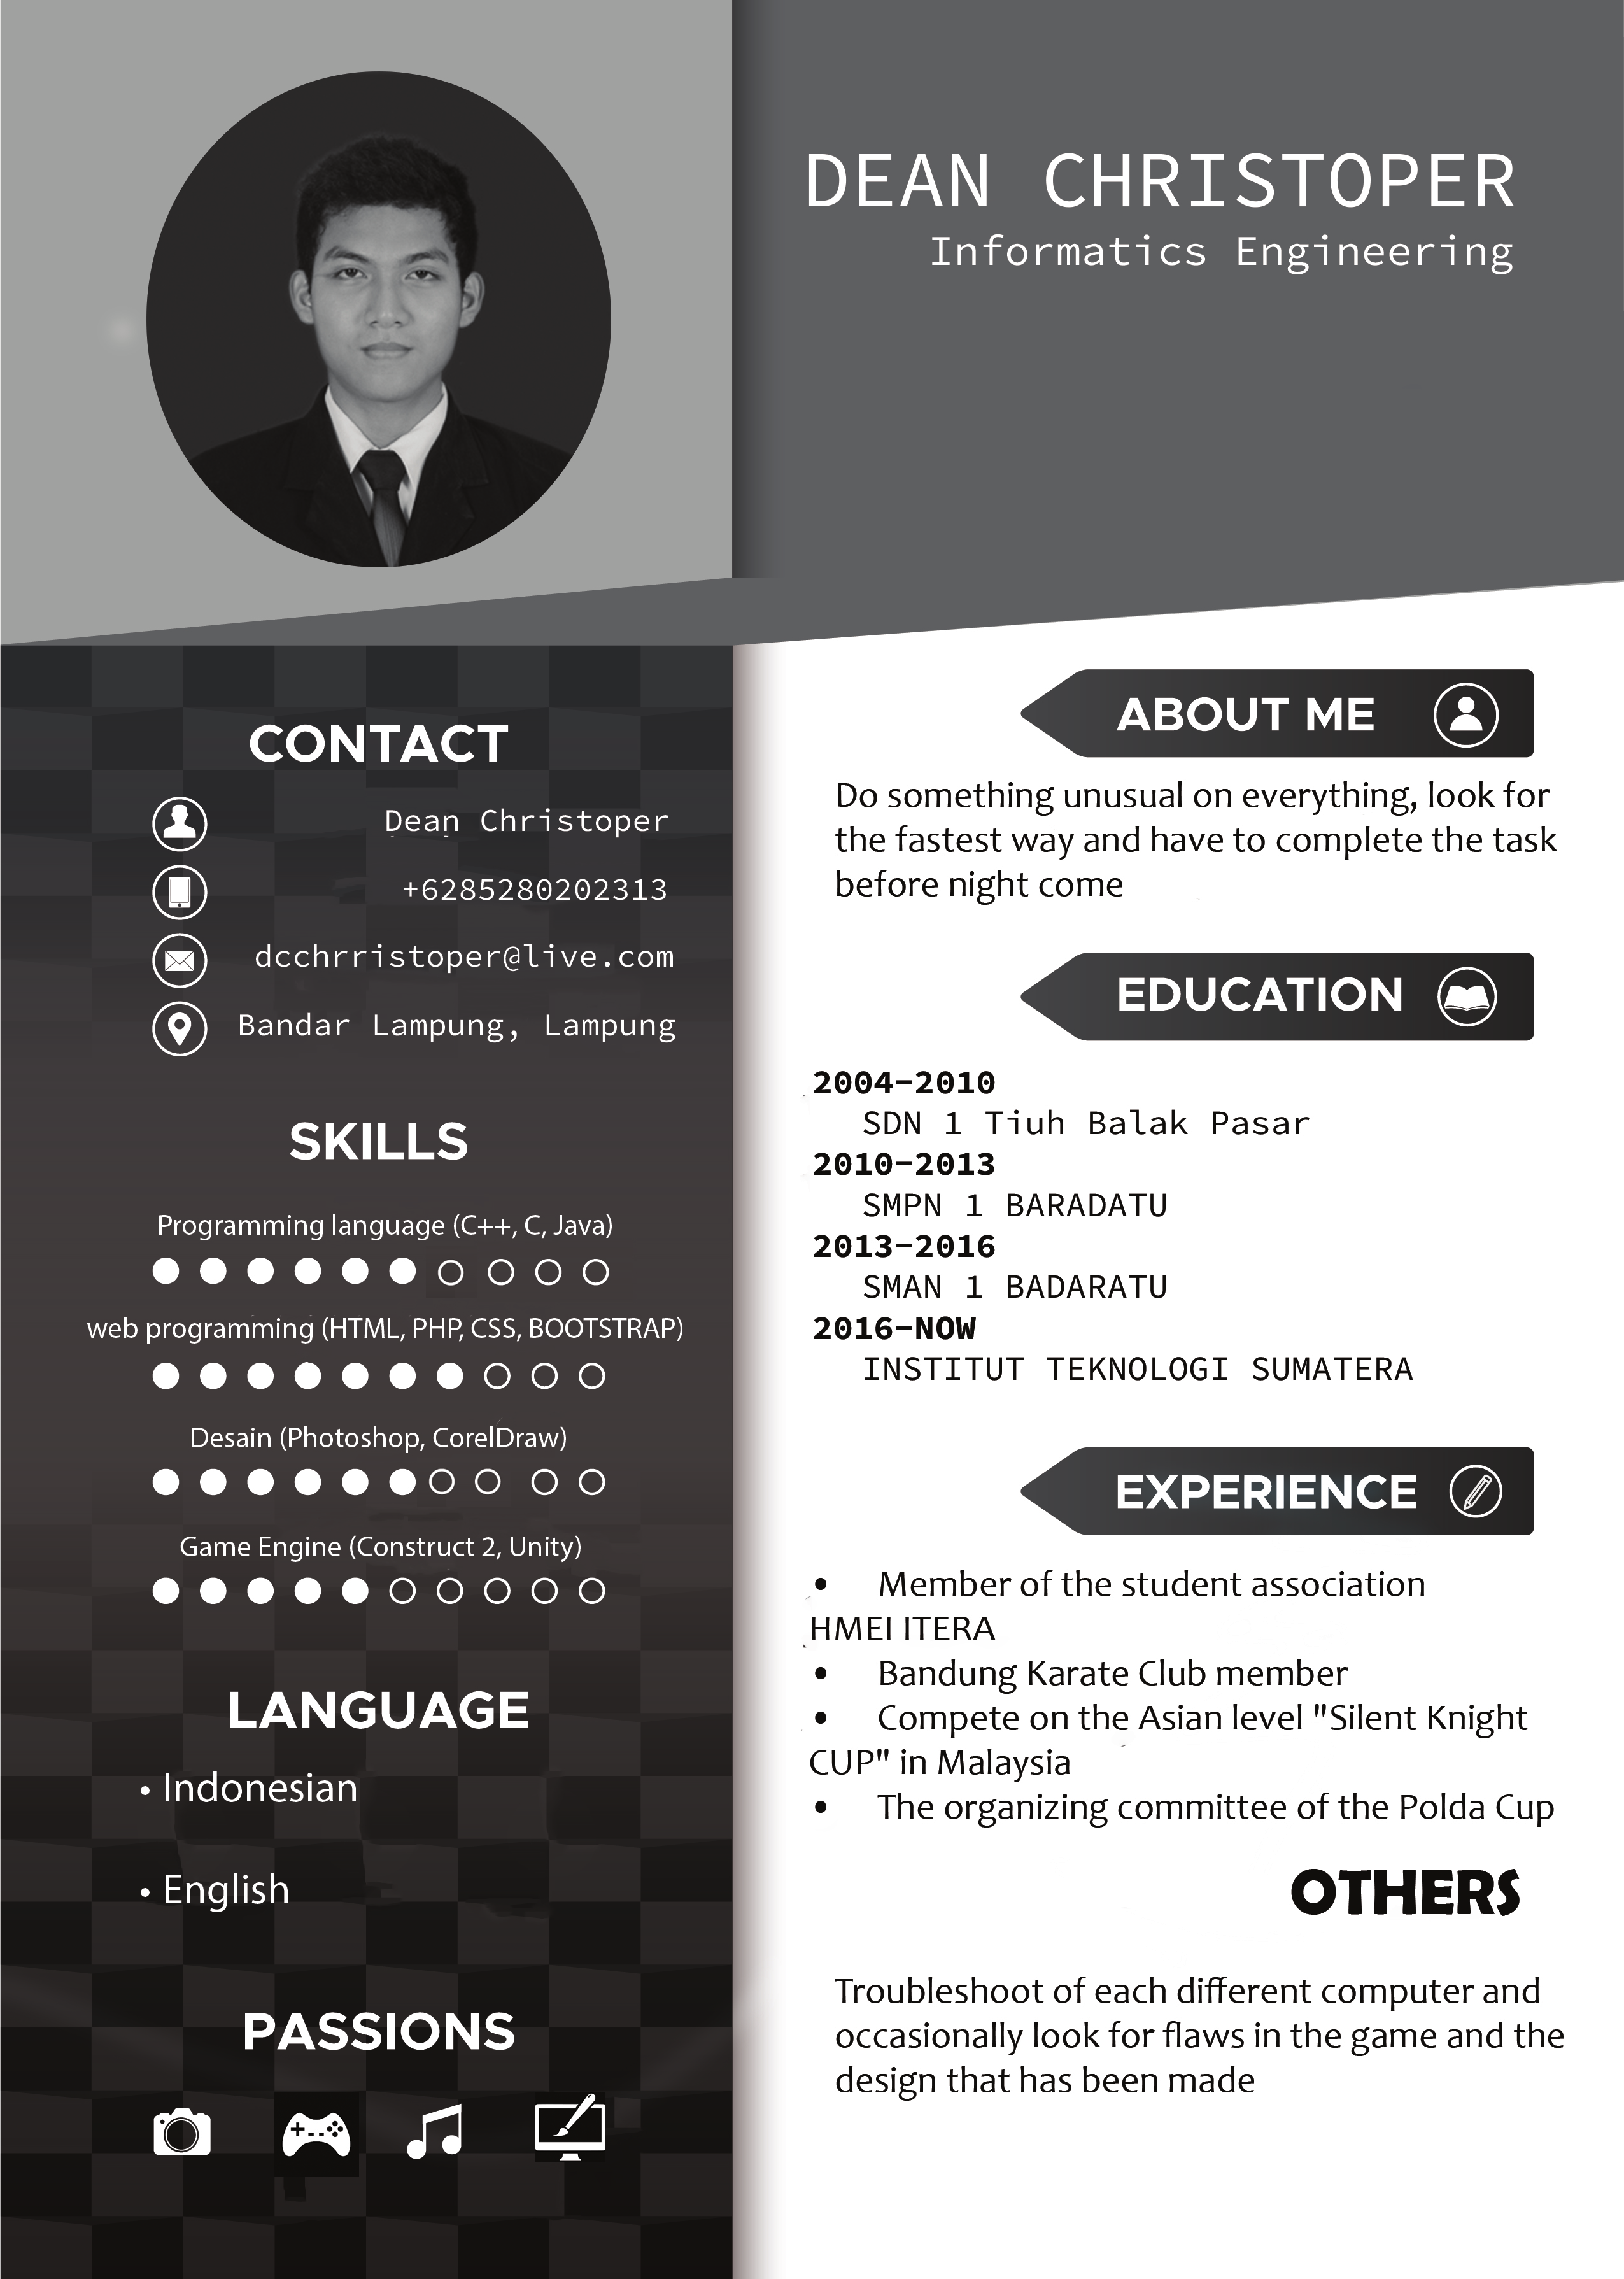 DEAN CHRISTOPER
Informatics Engineering
CONTACT
Dean Christoper
+6285280202313
dcchrristoper@live.com
Bandar Lampung, Lampung
SKILLS
Programming language (C++, C, Java)
web programming (HTML, PHP, CSS, BOOTSTRAP)
Desain (Photoshop, CorelDraw)
Game Engine (Construct 2, Unity)
LANGUAGE
• Indonesian
• English
PASSIONS
ABOUT ME
Do something unusual on everything, look for
the fastest way and have to complete the task
before night come
EDUCATION
2004-2010
SDN 1 Tiuh Balak Pasar
2010-2013
SMPN 1 BARADATU
2013-2016
SMAN 1 BADARATU
2016-NOW
INSTITUT TEKNOLOGI SUMATERA
EXPERIENCE
• Member of the student association
HMEI ITERA
• Bandung Karate Club member
• Compete on the Asian level "Silent Knight
CUP" in Malaysia
• The organizing committee of the Polda Cup
OTHERS
Troubleshoot of each different computer and
occasionally look for flaws in the game and the
design that has been made